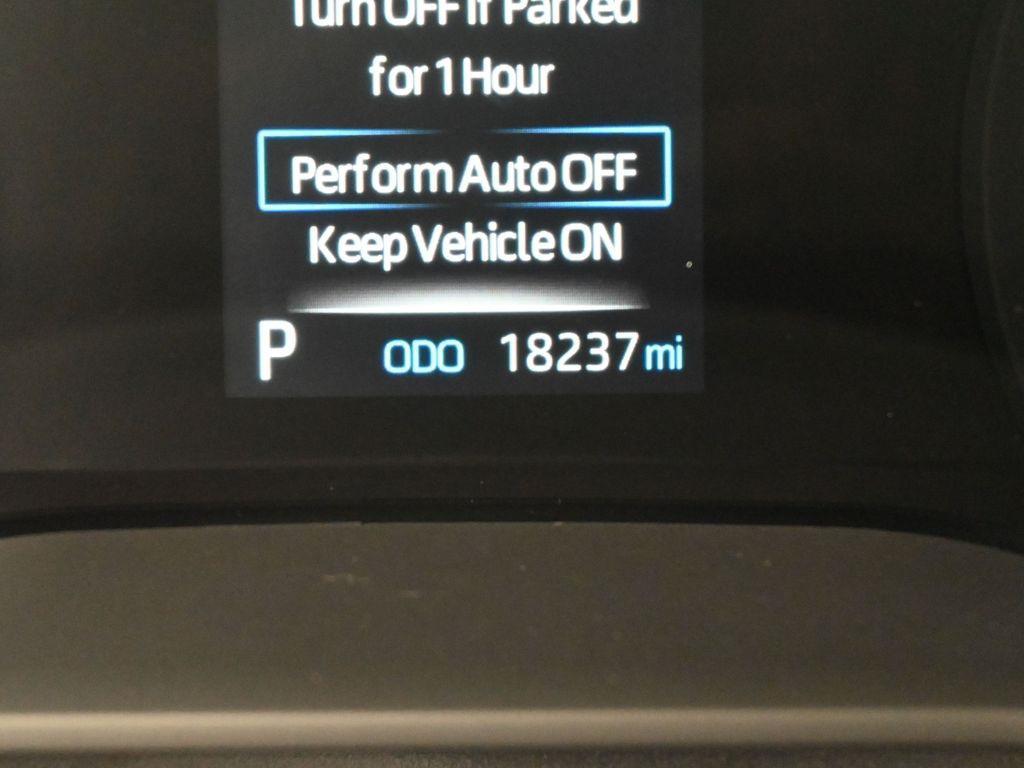 Turn OFF if Parked
for 1 Hour
Perform Auto OFF
Keep Vehicle ON
P ODO 18237 mi